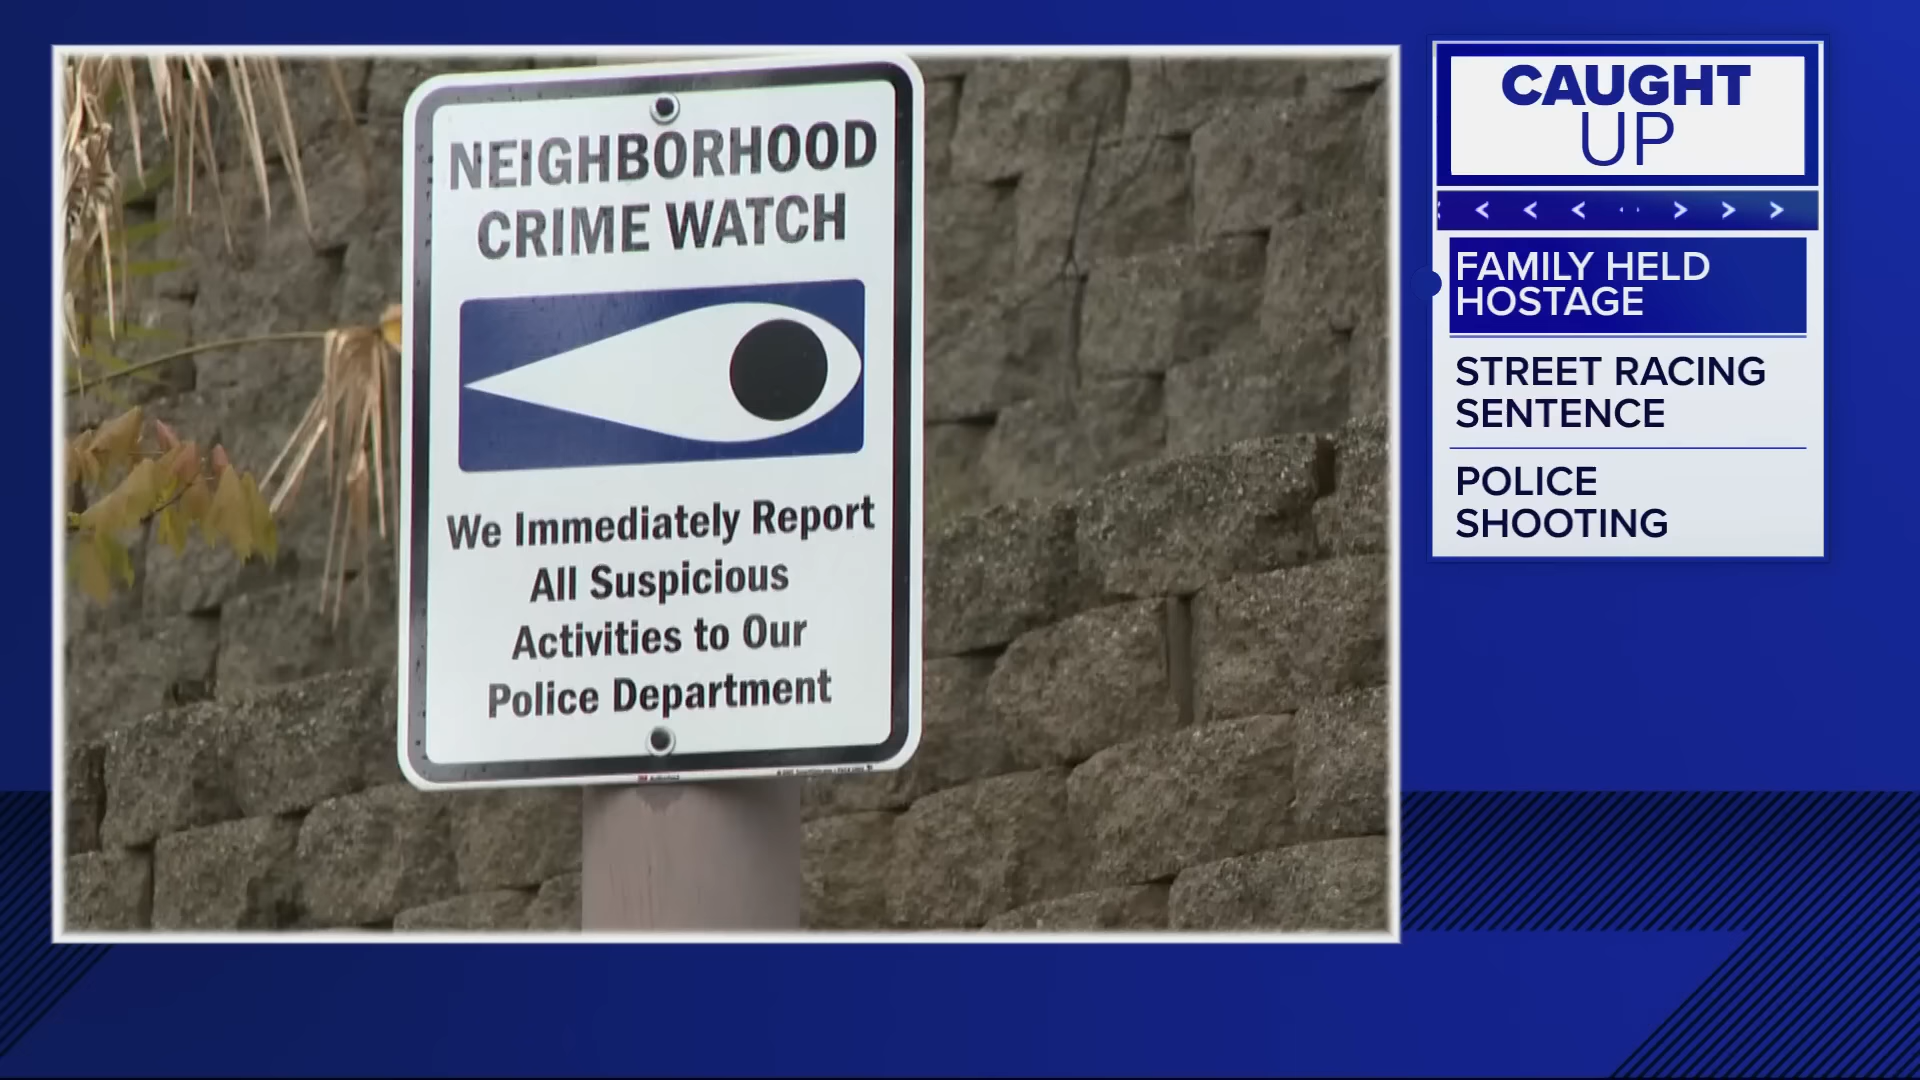 NEIGHBORHOOD
CRIME WATCH
We Immediately Report
All Suspicious
Activities to Our
Police Department
CAUGHT
UP
FAMILY HELD
HOSTAGE
STREET RACING
SENTENCE
POLICE
SHOOTING